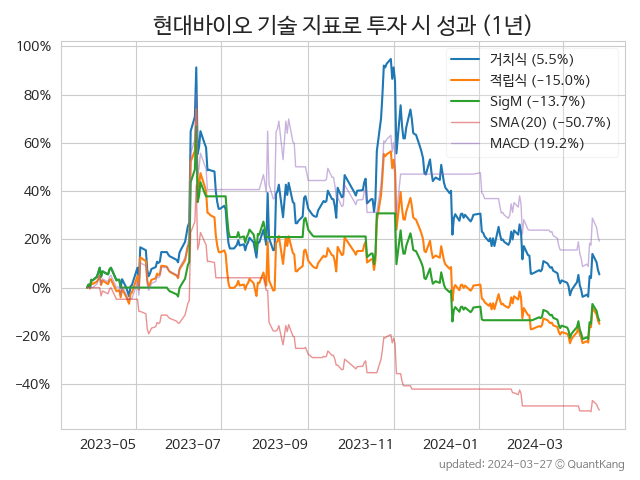 현대바이오 기술 지표로 투자 시 성과 (1년)
100%
80%
60%
40%
20%
0%
−20%
−40%
거치식 (5.5%)
적립식 (−15.0%)
SigM (−13.7%)
SMA(20) (−50.7%)
MACD (19.2%)
2023-05
2023-07
2023-09
2023-11
2024-01
2024-03
updated: 2024-03-27 © QuantKang